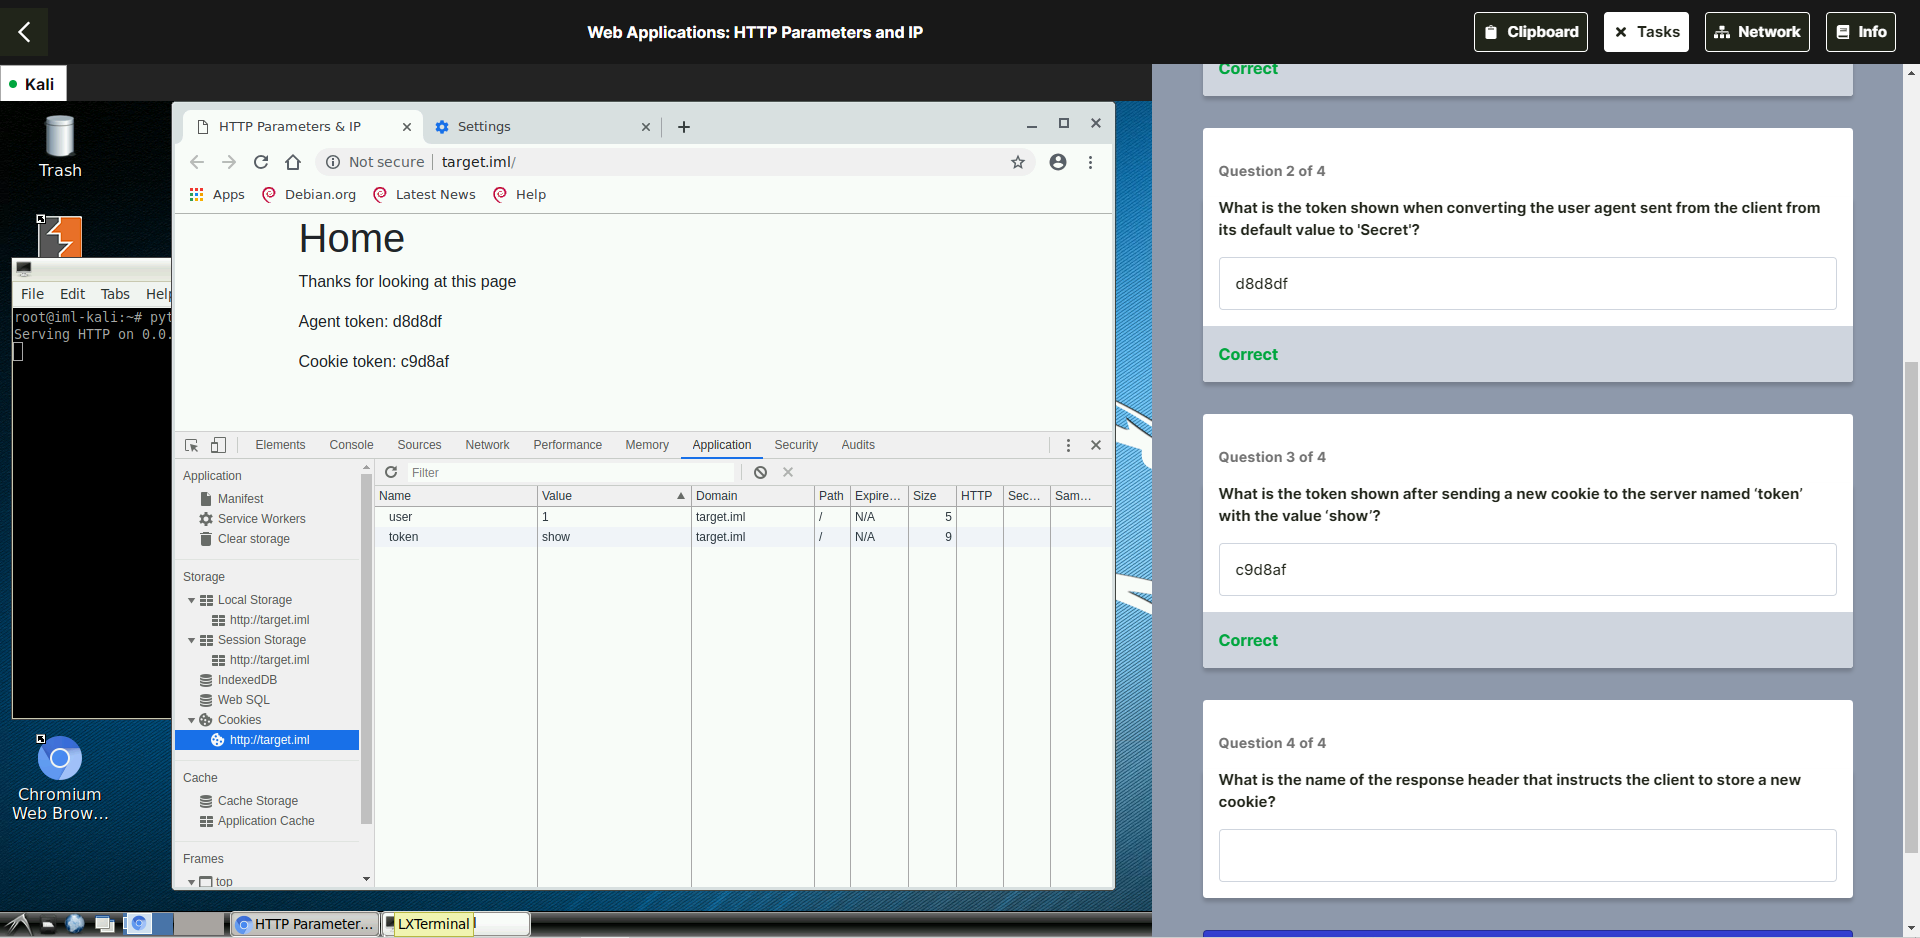 Web Applications: HTTP Parameters and IP
Clipboard
Tasks
Network
Info
Kali
Trash
File Edit Tabs Help
root@iml-kali:~# pyt
Serving HTTP on 0.0.
Chromium
Web Brow...
HTTP Parameters & IP
Settings
Not secure target.iml/
Apps Debian.org Latest News Help
Home
Thanks for looking at this page
Agent token: d8d8df
Cookie token: c9d8af
Elements Console Sources Network Performance Memory Application Security Audits
Application
Manifest
Service Workers
Clear storage
Storage
Local Storage
http://target.iml
Session Storage
http://target.iml
IndexedDB
Web SQL
Cookies
http://target.iml
Cache
Cache Storage
Application Cache
Frames
top
Filter
Name Value Domain Path Expire... Size HTTP Sec... Sam...
user 1 target.iml / N/A 5
token show target.iml / N/A 9
HTTP Parameter...
LXTerminal
Correct
Question 2 of 4
What is the token shown when converting the user agent sent from the client from
its default value to 'Secret'?
d8d8df
Correct
Question 3 of 4
What is the token shown after sending a new cookie to the server named ‘token’
with the value ‘show’?
c9d8af
Correct
Question 4 of 4
What is the name of the response header that instructs the client to store a new
cookie?